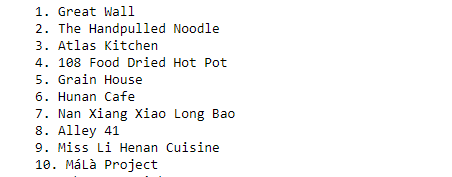 1. Great Wall
2. The Handpulled Noodle
3. Atlas Kitchen
4. 108 Food Dried Hot Pot
5. Grain House
6. Hunan Cafe
7. Nan Xiang Xiao Long Bao
8. Alley 41
9. Miss Li Henan Cuisine
10. MáLà Project